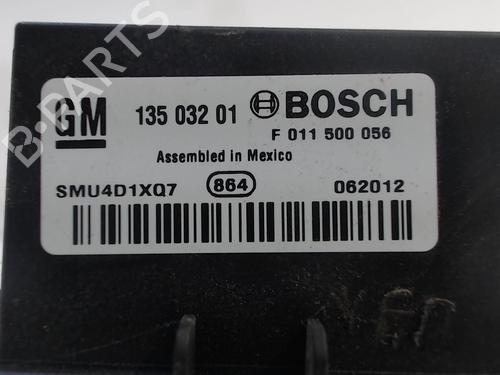 B-PARTS
GM 135 032 01 BOSCH
F 011 500 056
Assembled in Mexico
SMU4D1XQ7 864 062012